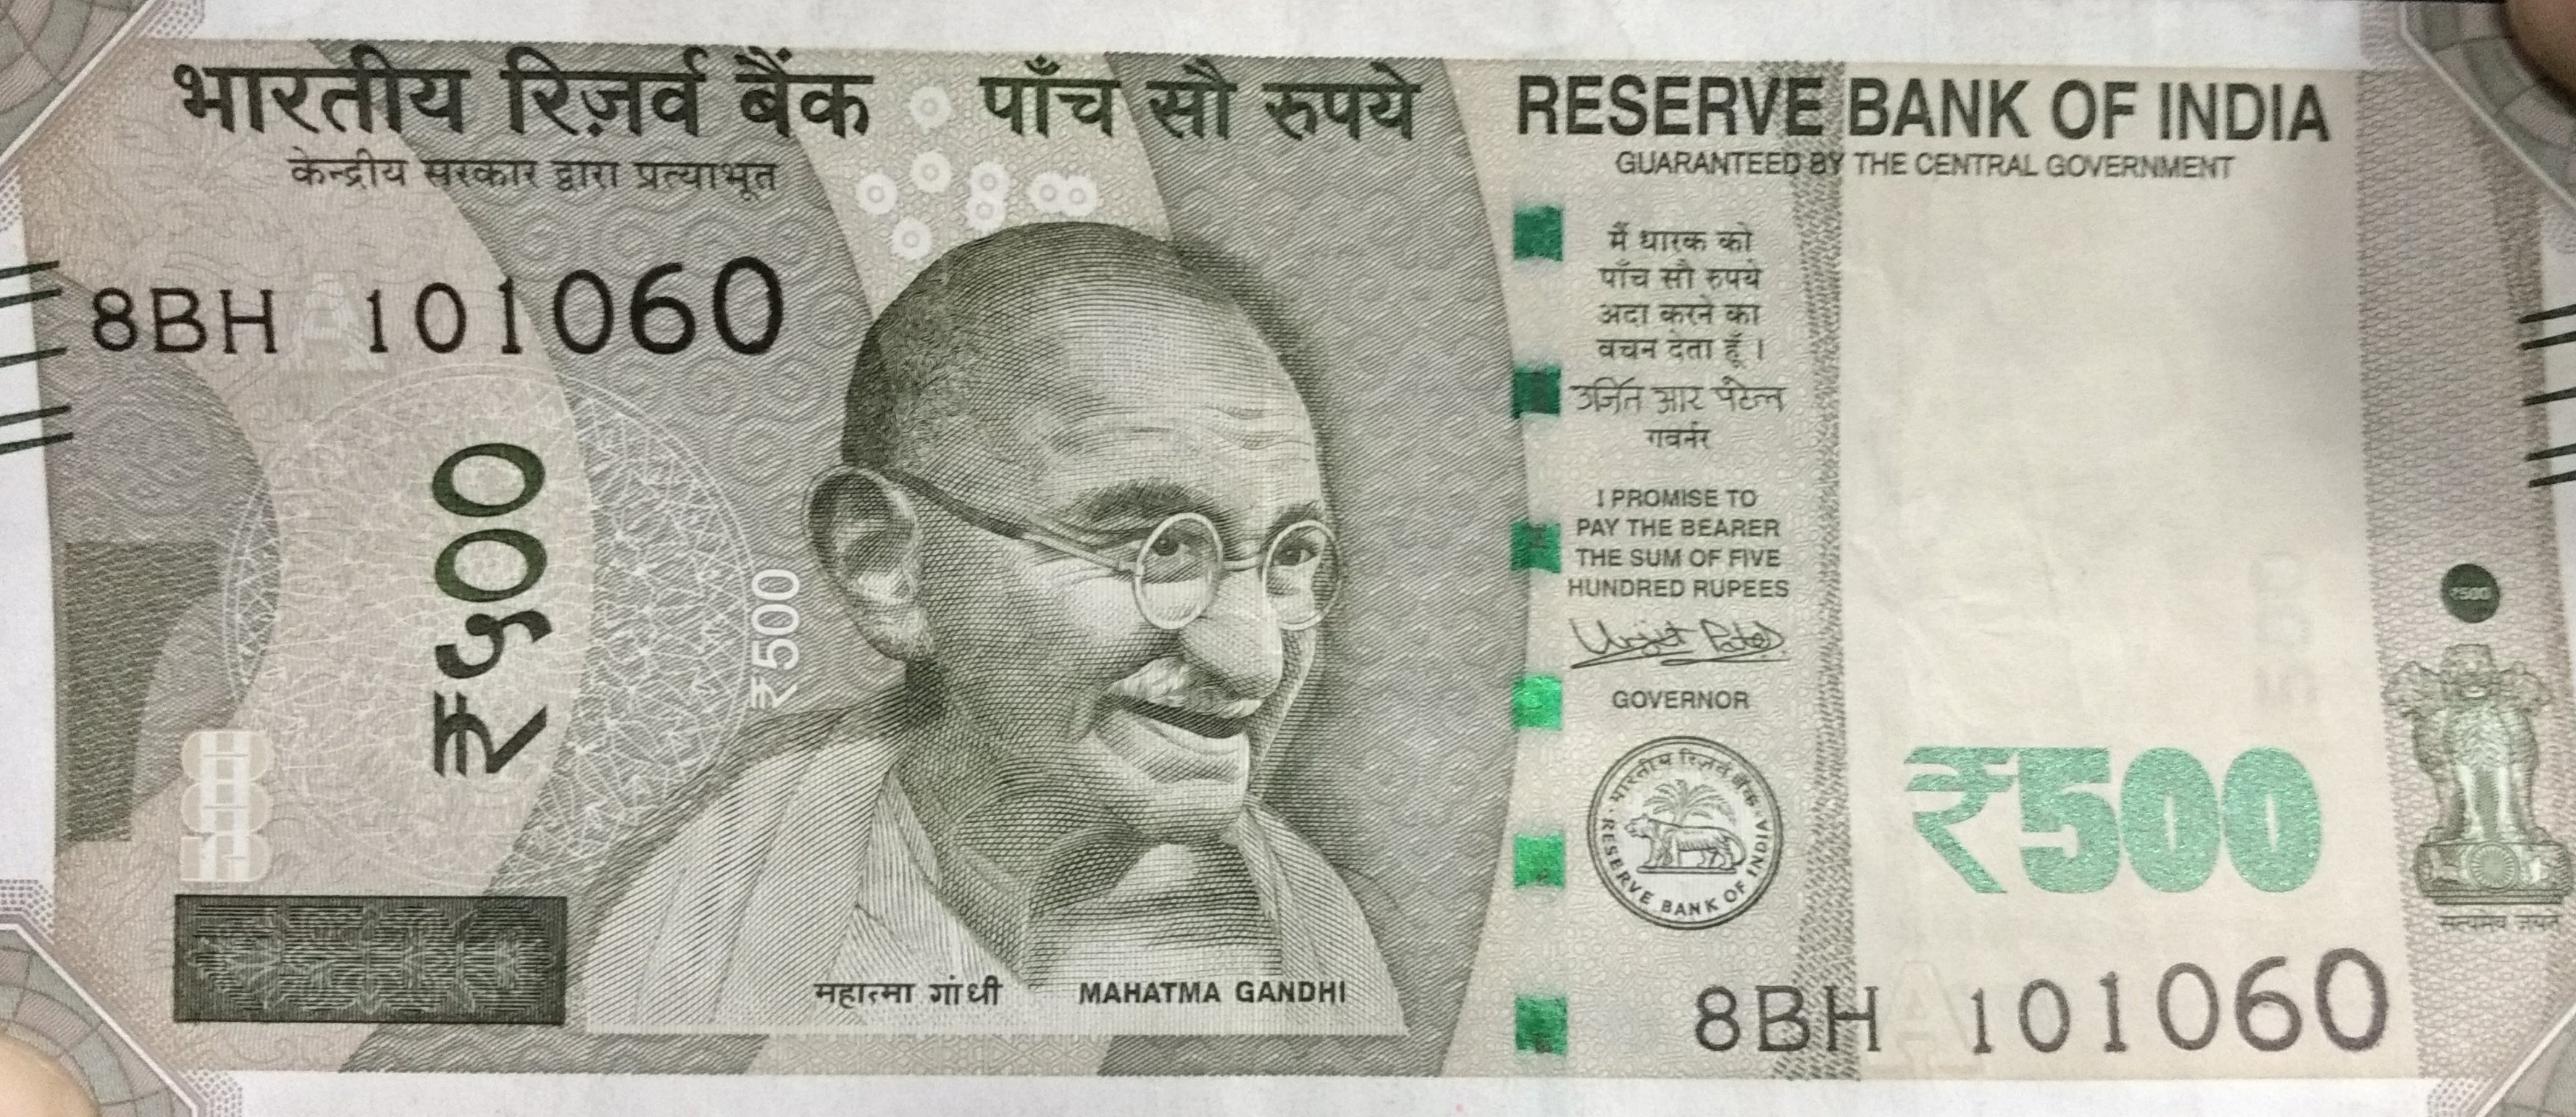 भारतीय रिज़र्व बैंक
केन्द्रीय सरकार द्वारा प्रत्याभूत
पाँच सौ रुपये
RESERVE BANK OF INDIA
GUARANTEED BY THE CENTRAL GOVERNMENT
8BH 101060
₹५००
₹500
महात्मा गांधी MAHATMA GANDHI
मैं धारक को
पाँच सौ रुपये
अदा करने का
वचन देता हूँ ।
उर्जित आर पटेल
गवर्नर
I PROMISE TO
PAY THE BEARER
THE SUM OF FIVE
HUNDRED RUPEES
Urjit Patel
GOVERNOR
भारतीय रिज़र्व बैंक
RESERVE BANK OF INDIA
₹500
₹500
सत्यमेव जयते
8BH 101060